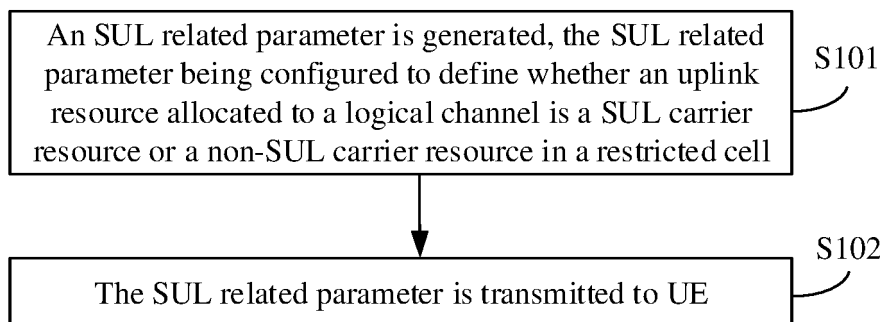 An SUL related parameter is generated, the SUL related
parameter being configured to define whether an uplink
resource allocated to a logical channel is a SUL carrier
resource or a non-SUL carrier resource in a restricted cell
S101
The SUL related parameter is transmitted to UE
S102